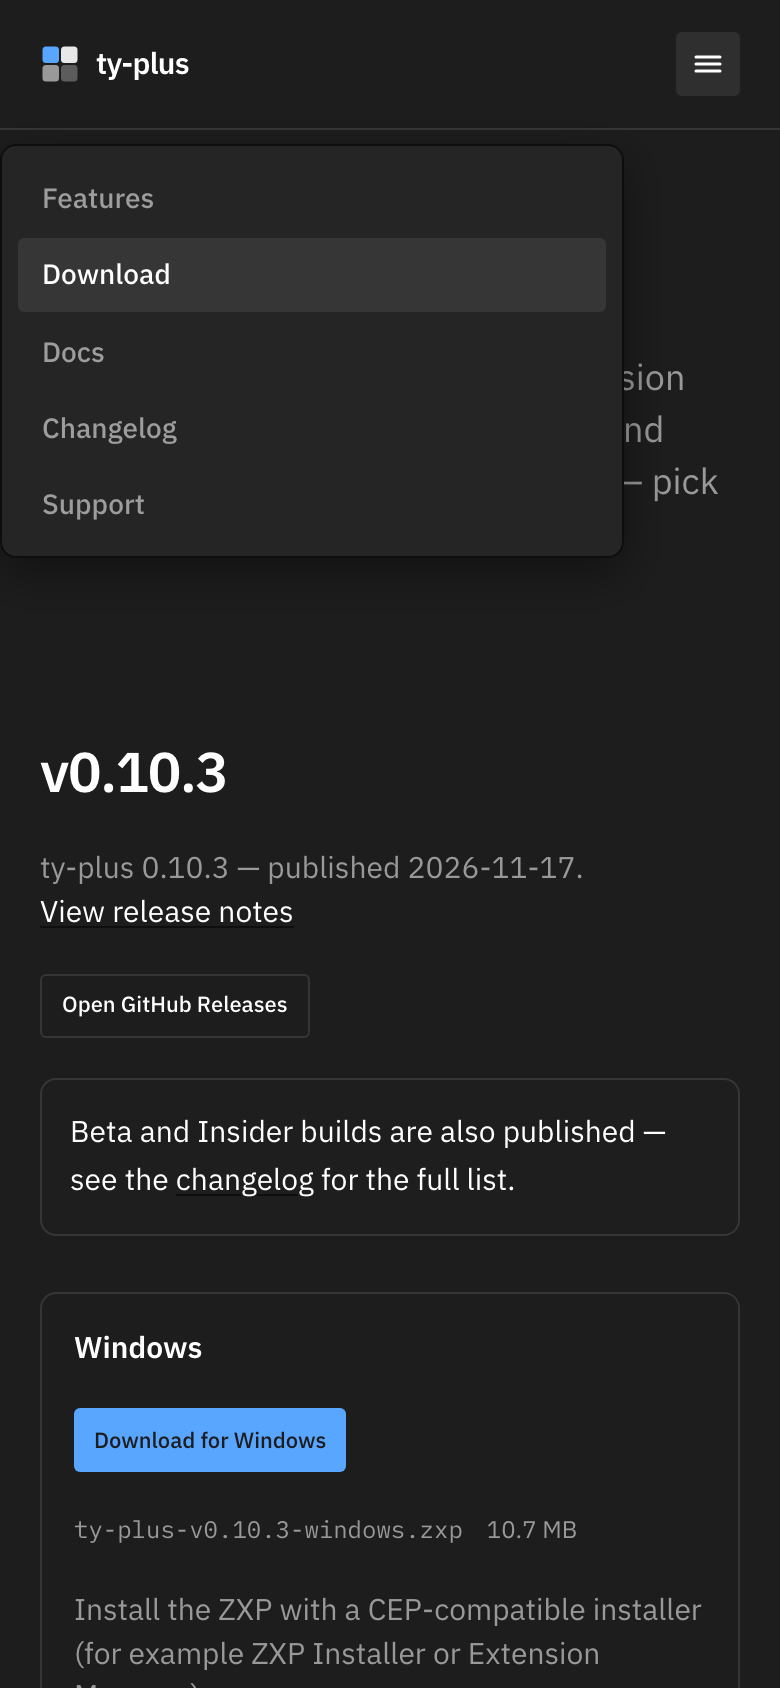 ty-plus
Features
Download
Docs
Changelog
Support
— pick
v0.10.3
ty-plus 0.10.3 — published 2026-11-17.
View release notes
Open GitHub Releases
Beta and Insider builds are also published —
see the changelog for the full list.
Windows
Download for Windows
ty-plus-v0.10.3-windows.zxp 10.7 MB
Install the ZXP with a CEP-compatible installer
(for example ZXP Installer or Extension